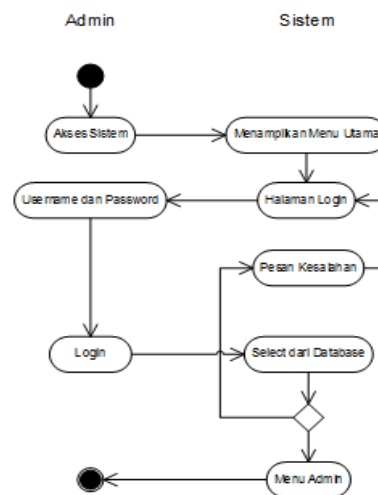 Admin
Sistem
Akses Sistem
Menampilkan Menu Utama
Username dan Password
Halaman Login
Pesan Kesalahan
Login
Select dari Database
Menu Admin